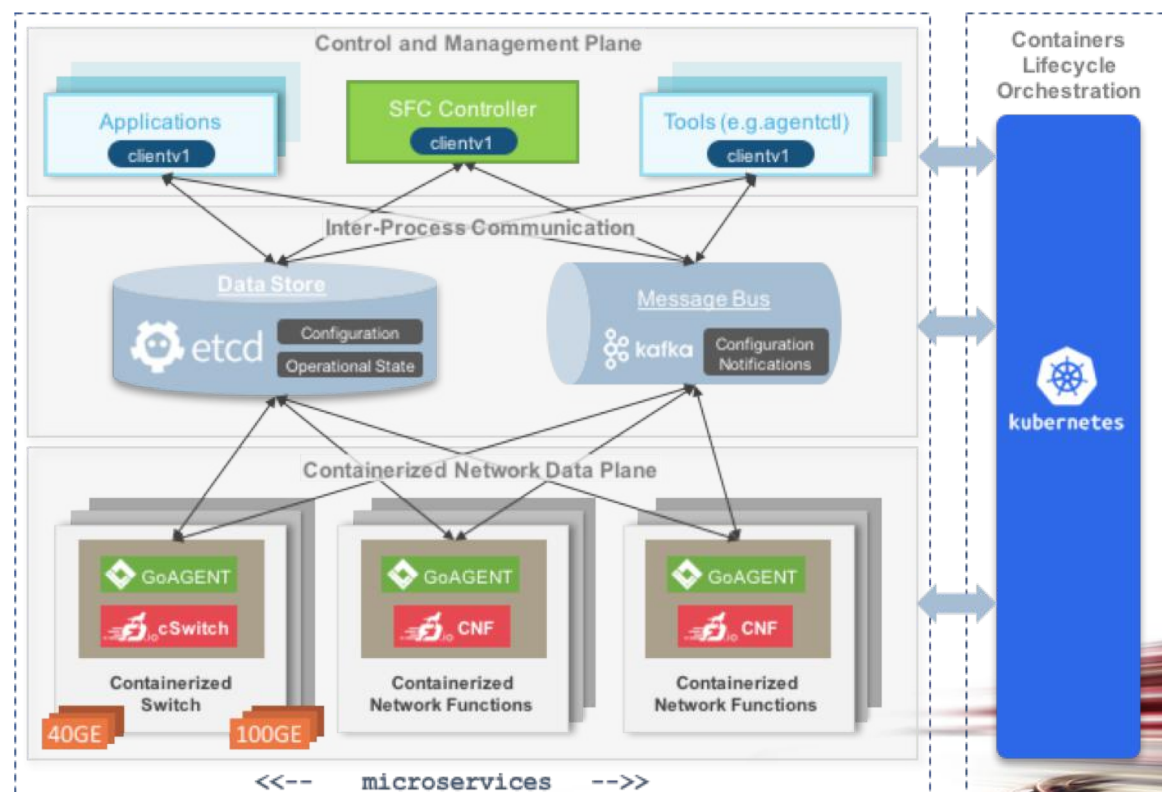 Control and Management Plane
Applications
clientv1
SFC Controller
clientv1
Tools (e.g.agentctl)
clientv1
Inter-Process Communication
Data Store
etcd
Configuration
Operational State
Message Bus
kafka
Configuration
Notifications
Containerized Network Data Plane
GoAGENT
cSwitch
Containerized
Switch
40GE
100GE
GoAGENT
CNF
Containerized
Network Functions
GoAGENT
CNF
Containerized
Network Functions
<<-- microservices -->>
Containers
Lifecycle
Orchestration
kubernetes